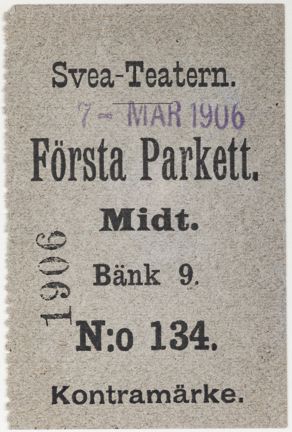 Svea-Teatern.
7- MAR 1906
Första Parkett.
Midt.
Bänk 9.
1906
N:o 134.
Kontramärke.